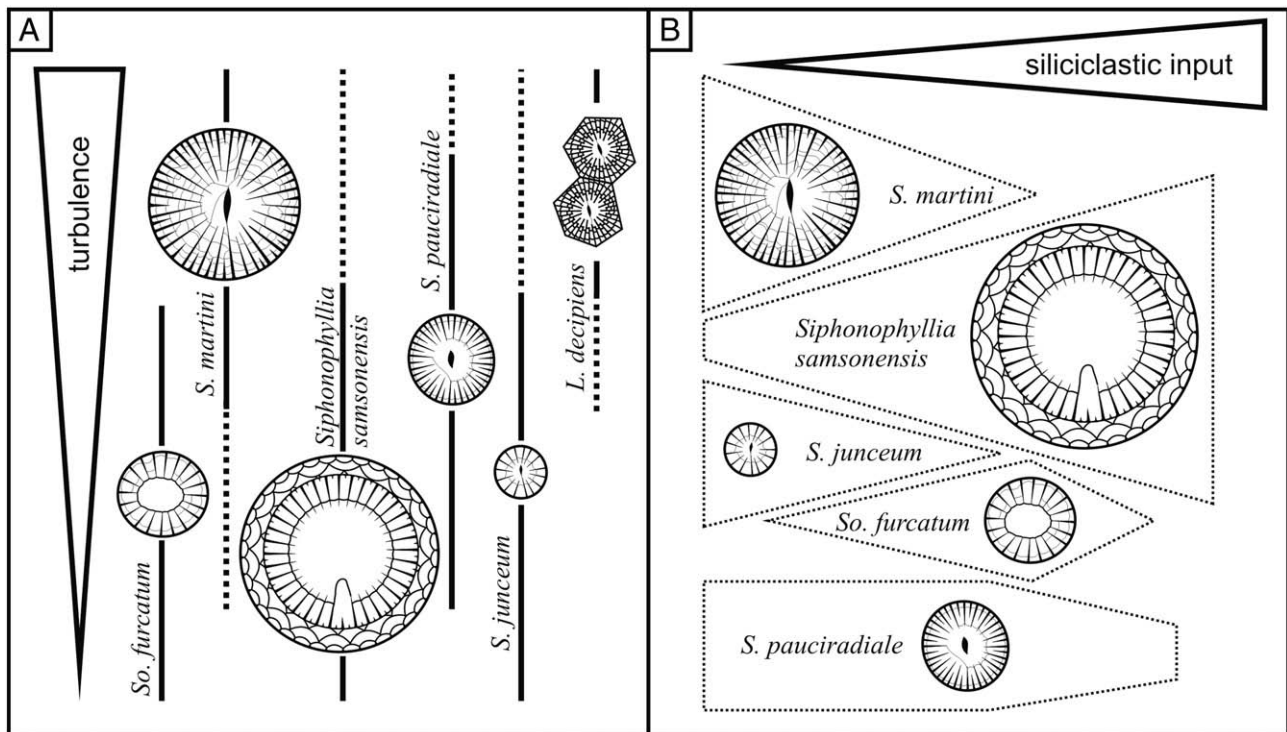 A
turbulence
So. furcatum
S. martini
Siphonophyllia
samsonensis
S. pauciradiale
S. junceum
L. decipiens
B
siliciclastic input
S. martini
Siphonophyllia
samsonensis
S. junceum
So. furcatum
S. pauciradiale